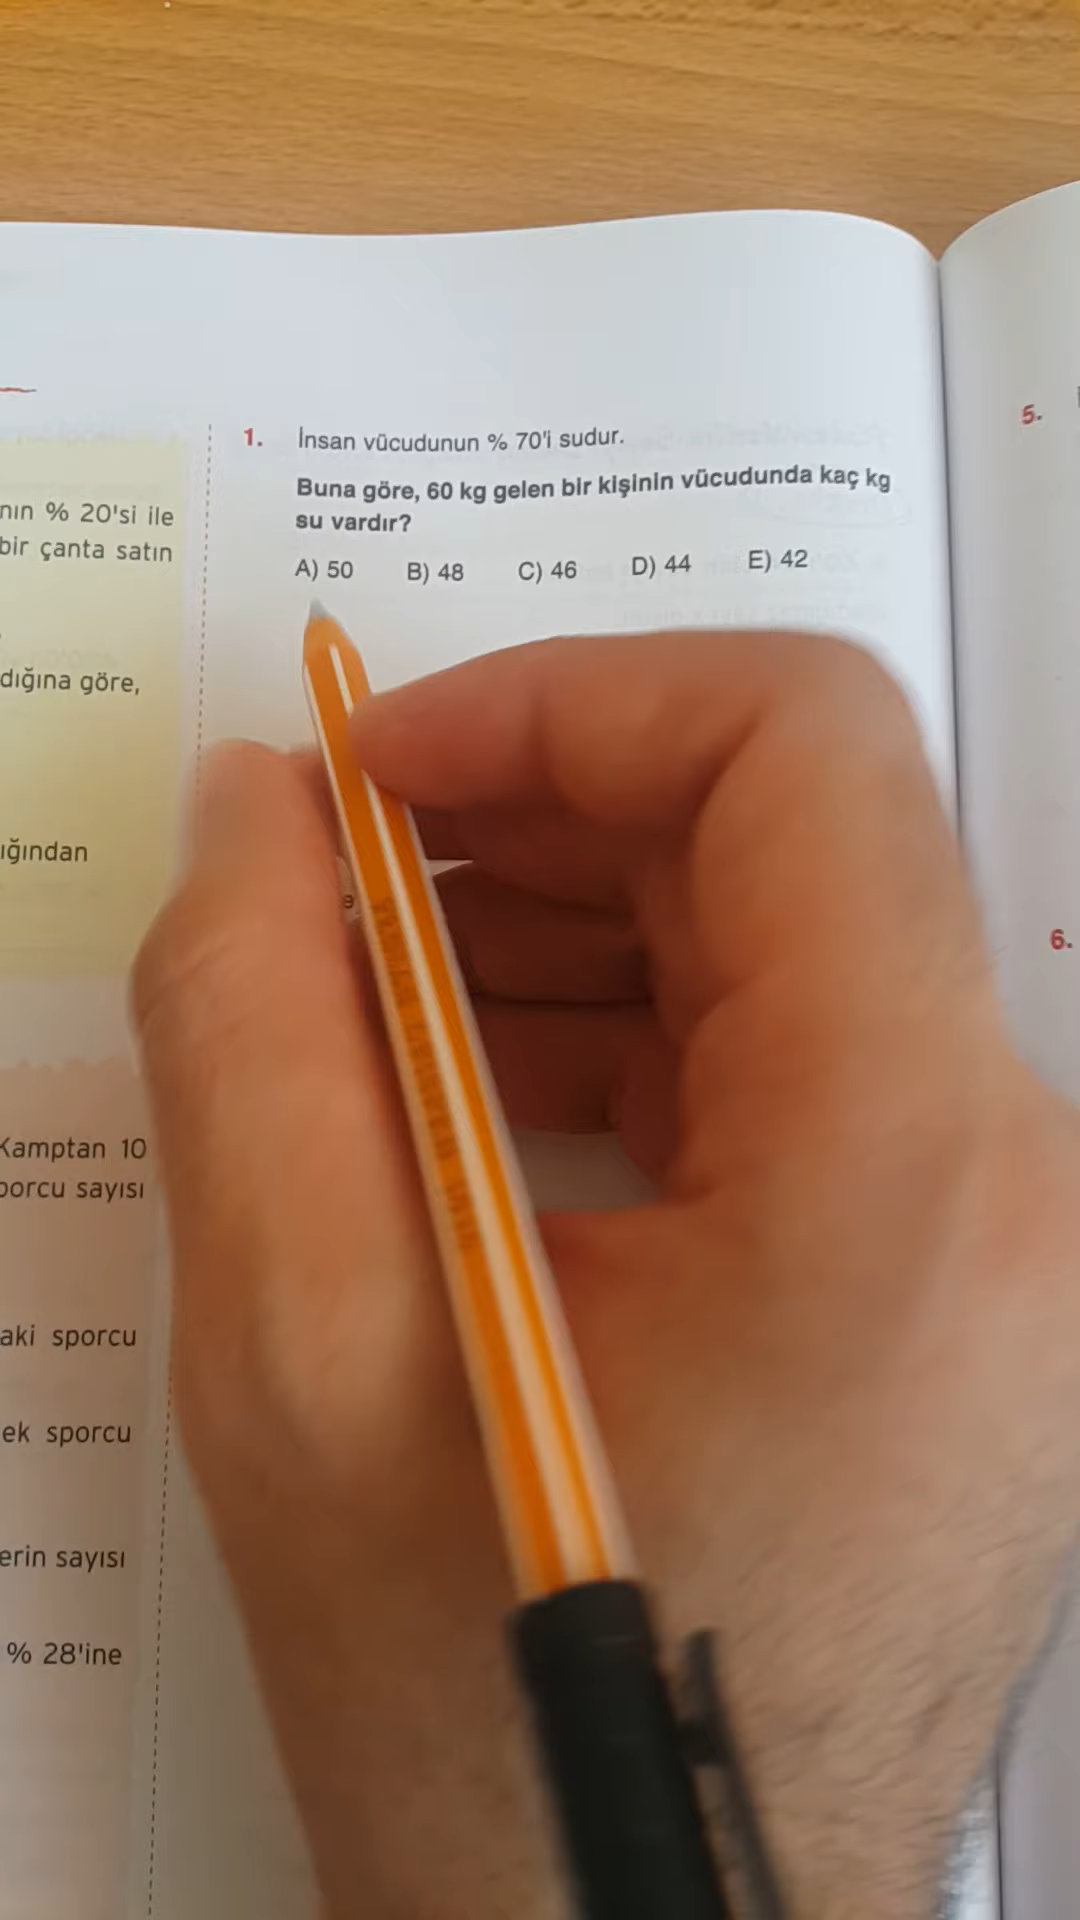 nın % 20'si ile
bir çanta satın
dığına göre,
ığından
Kamptan 10
porcu sayısı
aki sporcu
ek sporcu
erin sayısı
% 28'ine
1. İnsan vücudunun % 70'i sudur.
Buna göre, 60 kg gelen bir kişinin vücudunda kaç kg
su vardır?
A) 50 B) 48 C) 46 D) 44 E) 42
e
5.
6.